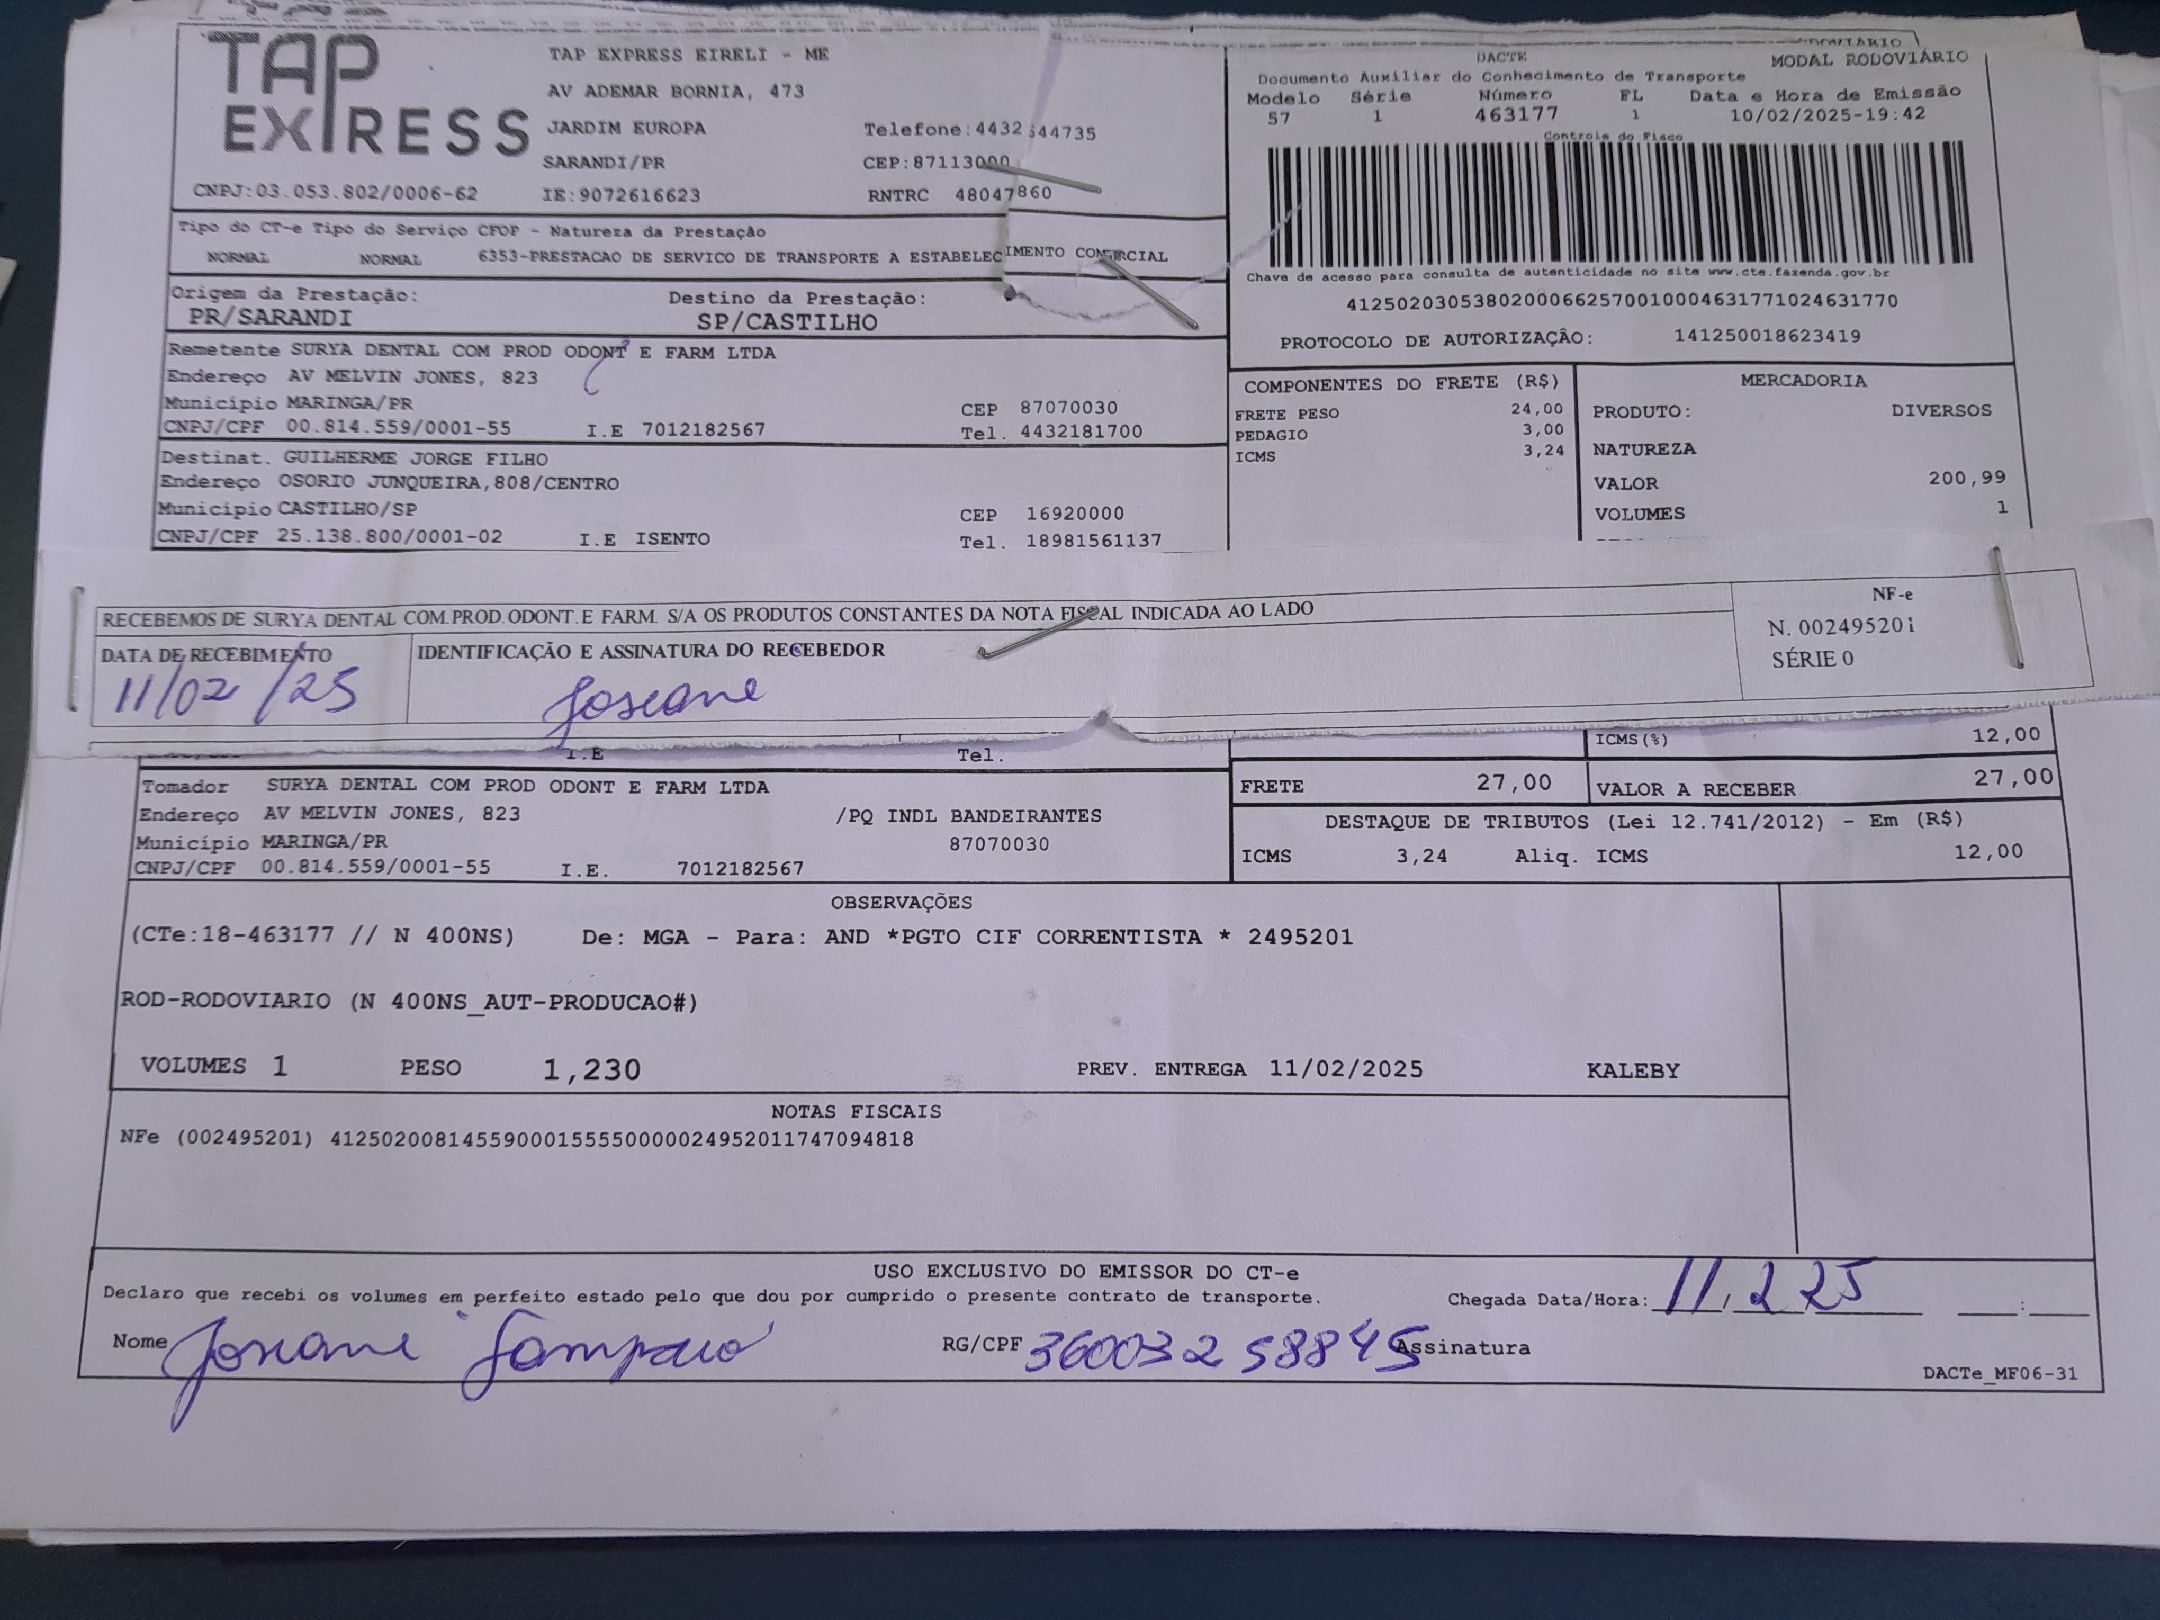 TAP EXPRESS
TAP EXPRESS EIRELI - ME
AV ADEMAR BORNIA, 473
JARDIM EUROPA Telefone:4432 544735
SARANDI/PR CEP:87113000
CNPJ:03.053.802/0006-62 IE:9072616623 RNTRC 48047860
Tipo do CT-e Tipo do Serviço CFOP - Natureza da Prestação
NORMAL NORMAL 6353-PRESTACAO DE SERVICO DE TRANSPORTE A ESTABELECIMENTO COMERCIAL
Origem da Prestação: Destino da Prestação:
PR/SARANDI SP/CASTILHO
Remetente SURYA DENTAL COM PROD ODONT E FARM LTDA
Endereço AV MELVIN JONES, 823
Município MARINGA/PR CEP 87070030
CNPJ/CPF 00.814.559/0001-55 I.E 7012182567 Tel. 4432181700
Destinat. GUILHERME JORGE FILHO
Endereço OSORIO JUNQUEIRA,808/CENTRO
Município CASTILHO/SP CEP 16920000
CNPJ/CPF 25.138.800/0001-02 I.E ISENTO Tel. 18981561137
DACTE MODAL RODOVIÁRIO
Documento Auxiliar do Conhecimento de Transporte
Modelo Série Número FL Data e Hora de Emissão
57 1 463177 1 10/02/2025-19:42
Controle do Fisco
Chave de acesso para consulta de autenticidade no site www.cte.fazenda.gov.br
41250203053802000662570010004631771024631770
PROTOCOLO DE AUTORIZAÇÃO: 141250018623419
COMPONENTES DO FRETE (R$)
FRETE PESO 24,00
PEDAGIO 3,00
ICMS 3,24
MERCADORIA
PRODUTO: DIVERSOS
NATUREZA
VALOR 200,99
VOLUMES 1
RECEBEMOS DE SURYA DENTAL COM.PROD.ODONT.E FARM. S/A OS PRODUTOS CONSTANTES DA NOTA FISCAL INDICADA AO LADO
DATA DE RECEBIMENTO IDENTIFICAÇÃO E ASSINATURA DO RECEBEDOR
11/02/25 Joseane
NF-e
N. 002495201
SÉRIE 0
I.E Tel.
ICMS(%) 12,00
Tomador SURYA DENTAL COM PROD ODONT E FARM LTDA
Endereço AV MELVIN JONES, 823 /PQ INDL BANDEIRANTES
Município MARINGA/PR 87070030
CNPJ/CPF 00.814.559/0001-55 I.E. 7012182567
FRETE 27,00 VALOR A RECEBER 27,00
DESTAQUE DE TRIBUTOS (Lei 12.741/2012) - Em (R$)
ICMS 3,24 Aliq. ICMS 12,00
OBSERVAÇÕES
(CTe:18-463177 // N 400NS) De: MGA - Para: AND *PGTO CIF CORRENTISTA * 2495201
ROD-RODOVIARIO (N 400NS_AUT-PRODUCAO#)
VOLUMES 1 PESO 1,230 PREV. ENTREGA 11/02/2025 KALEBY
NOTAS FISCAIS
NFe (002495201) 41250200814559000155550000024952011747094818
USO EXCLUSIVO DO EMISSOR DO CT-e
Declaro que recebi os volumes em perfeito estado pelo que dou por cumprido o presente contrato de transporte. Chegada Data/Hora: 11/2/25 :
Nome Joseane Sampaio RG/CPF 36003258845 Assinatura
DACTe_MF06-31